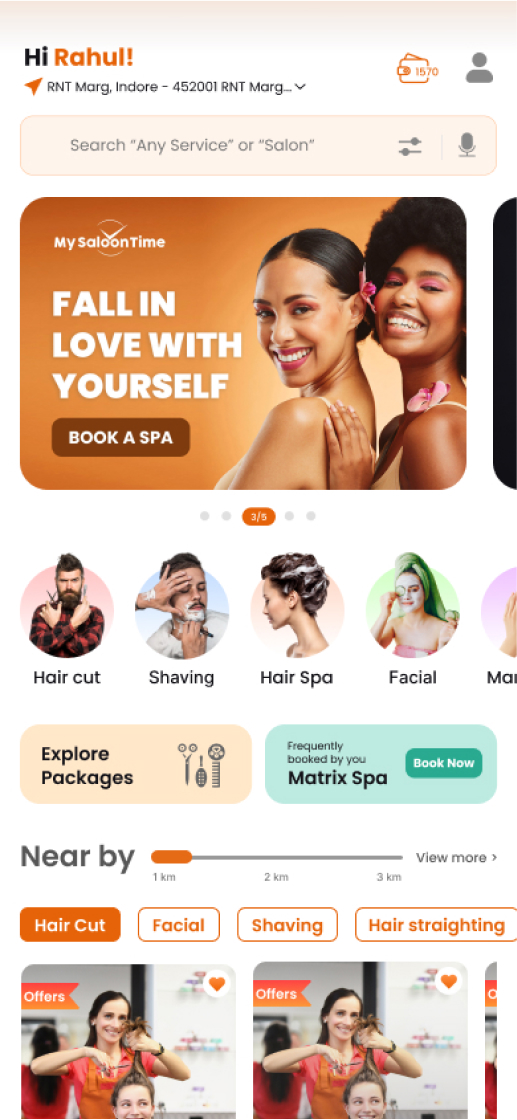 Hi Rahul!
RNT Marg, Indore - 452001 RNT Marg...
1570
Search “Any Service” or “Salon”
My SaloonTime
FALL IN
LOVE WITH
YOURSELF
BOOK A SPA
3/5
Hair cut
Shaving
Hair Spa
Facial
Mar
Explore
Packages
Frequently
booked by you
Matrix Spa
Book Now
Near by
View more >
1 km
2 km
3 km
Hair Cut
Facial
Shaving
Hair straighting
Offers
Offers
O